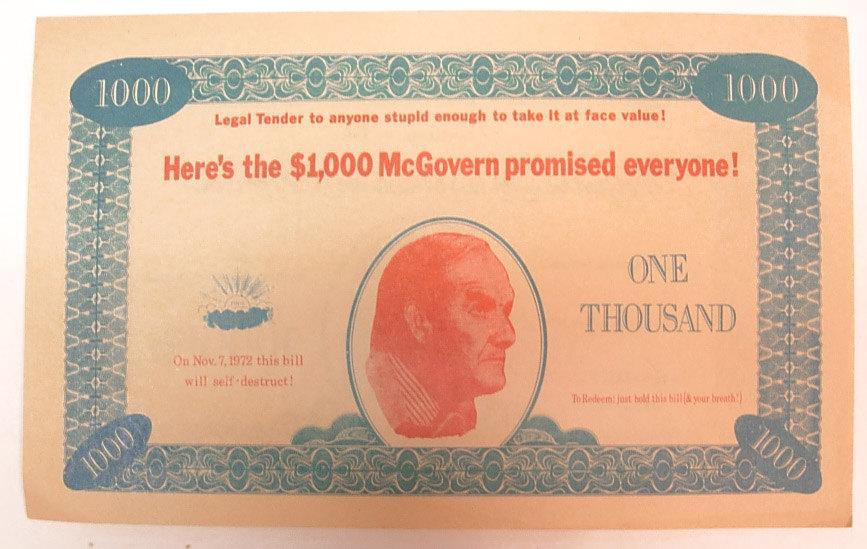 1000
1000
Legal Tender to anyone stupid enough to take it at face value!
Here's the $1,000 McGovern promised everyone!
ONE
THOUSAND
On Nov. 7, 1972 this bill
will self-destruct!
To Redeem: just hold this bill (& your breath!)
1000
1000